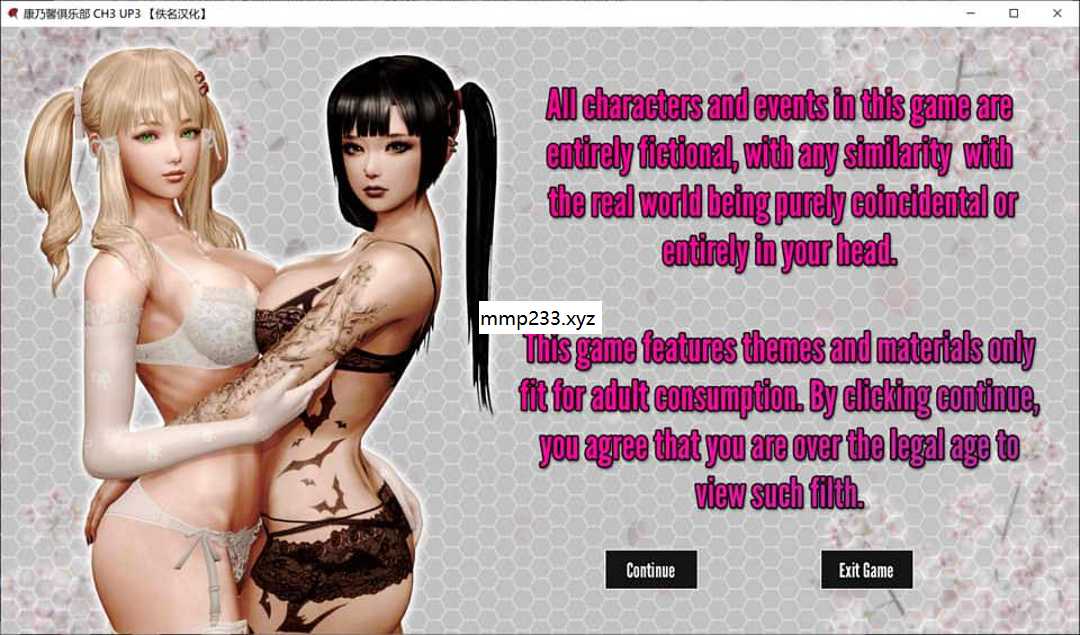 康乃馨俱乐部 CH3 UP3 【佚名汉化】
All characters and events in this game are
entirely fictional, with any similarity with
the real world being purely coincidental or
entirely in your head.
mmp233.xyz
This game features themes and materials only
fit for adult consumption. By clicking continue,
you agree that you are over the legal age to
view such filth.
Continue
Exit Game